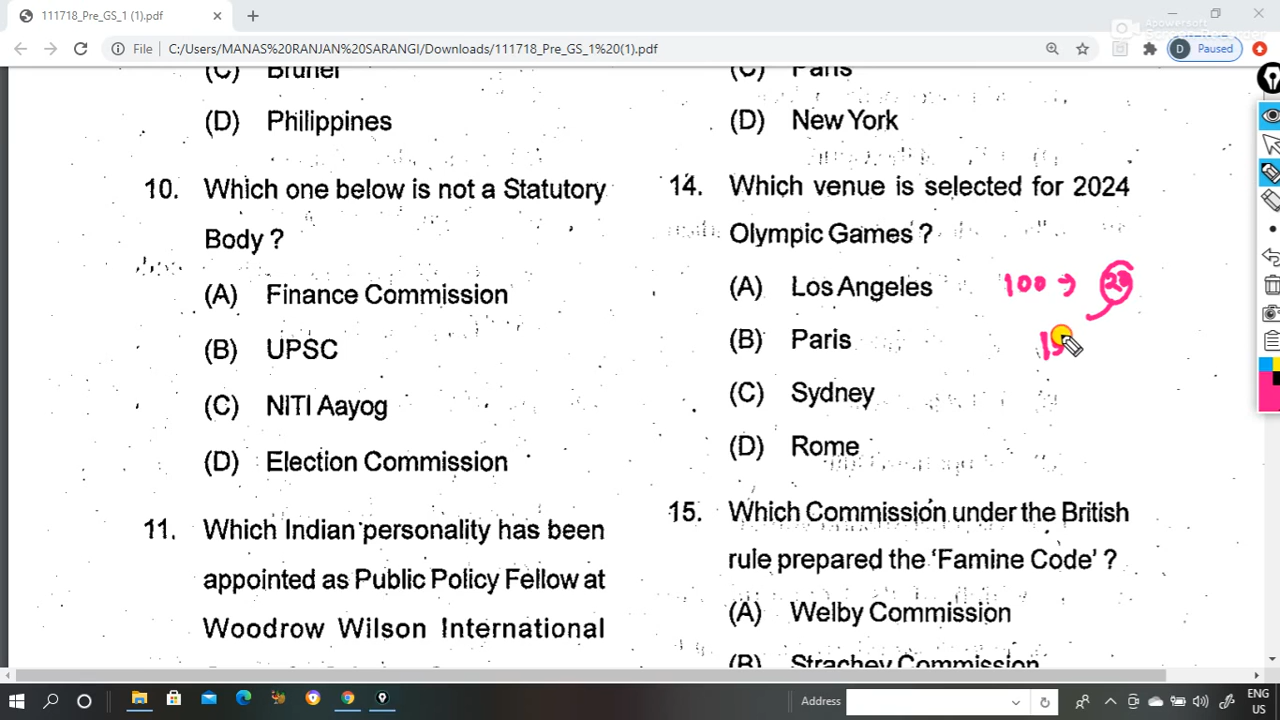 111718_Pre_GS_1 (1).pdf
File
C:/Users/MANAS%20RANJAN%20SARANGI/Downloads/111718_Pre_GS_1%20(1).pdf
D Paused
Apowersoft
(C) Brunei
(D) Philippines
10. Which one below is not a Statutory
Body ?
(A) Finance Commission
(B) UPSC
(C) NITI Aayog
(D) Election Commission
11. Which Indian personality has been
appointed as Public Policy Fellow at
Woodrow Wilson International
(C) Paris
(D) New York
14. Which venue is selected for 2024
Olympic Games ?
(A) Los Angeles
100 →
(B) Paris
(C) Sydney
(D) Rome
15. Which Commission under the British
rule prepared the 'Famine Code' ?
(A) Welby Commission
(B) Strachey Commission
Address
ENG
US